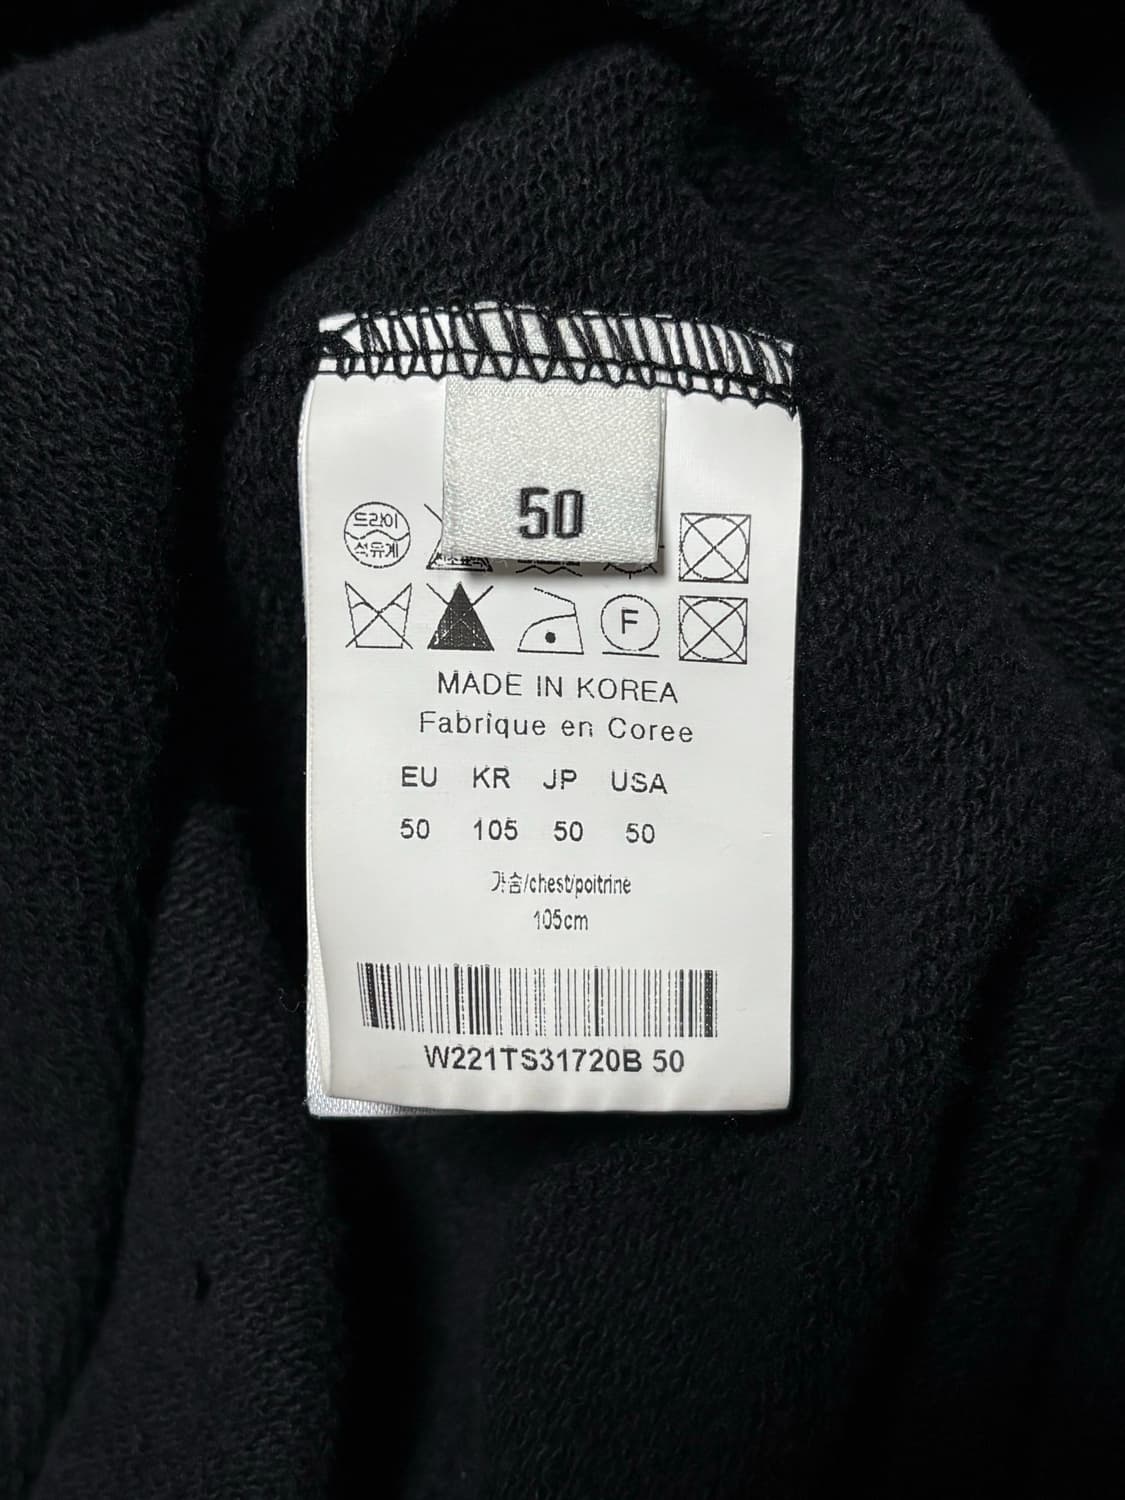 50
드라이
석유계
F
MADE IN KOREA
Fabrique en Coree
EU KR JP USA
50 105 50 50
가슴/chest/poitrine
105cm
W221TS31720B 50